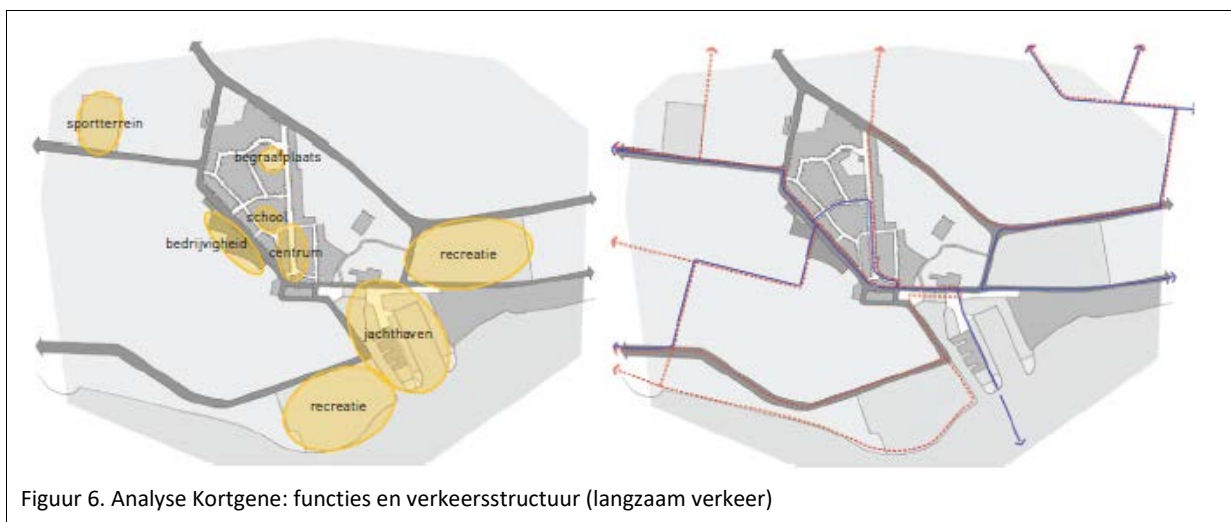 sportterrein
begraafplaats
school
bedrijvigheid
centrum
recreatie
jachthaven
recreatie
Figuur 6. Analyse Kortgene: functies en verkeersstructuur (langzaam verkeer)